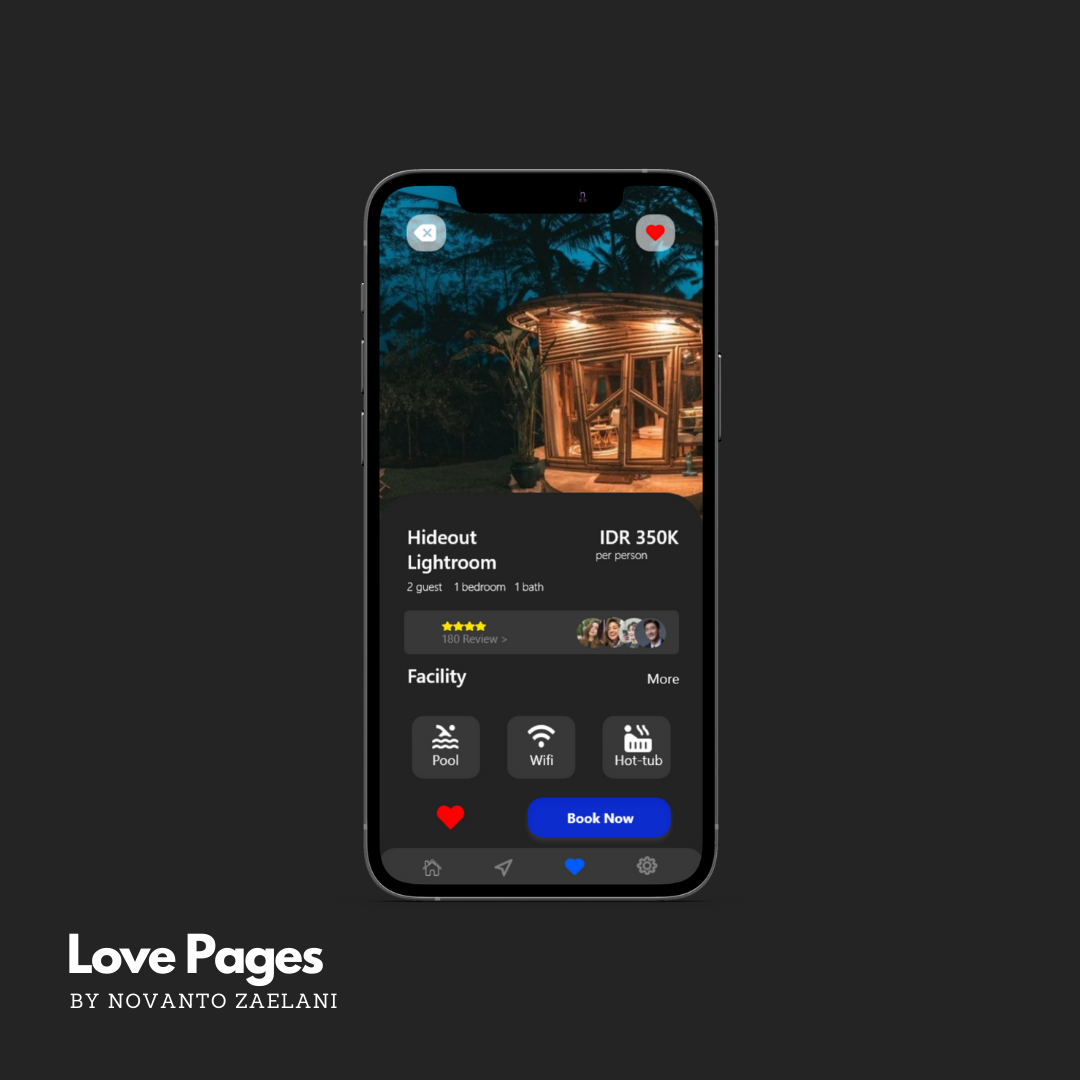 Hideout
Lightroom
IDR 350K
per person
2 guest 1 bedroom 1 bath
180 Review >
Facility
More
Pool
Wifi
Hot-tub
Book Now
Love Pages
BY NOVANTO ZAELANI